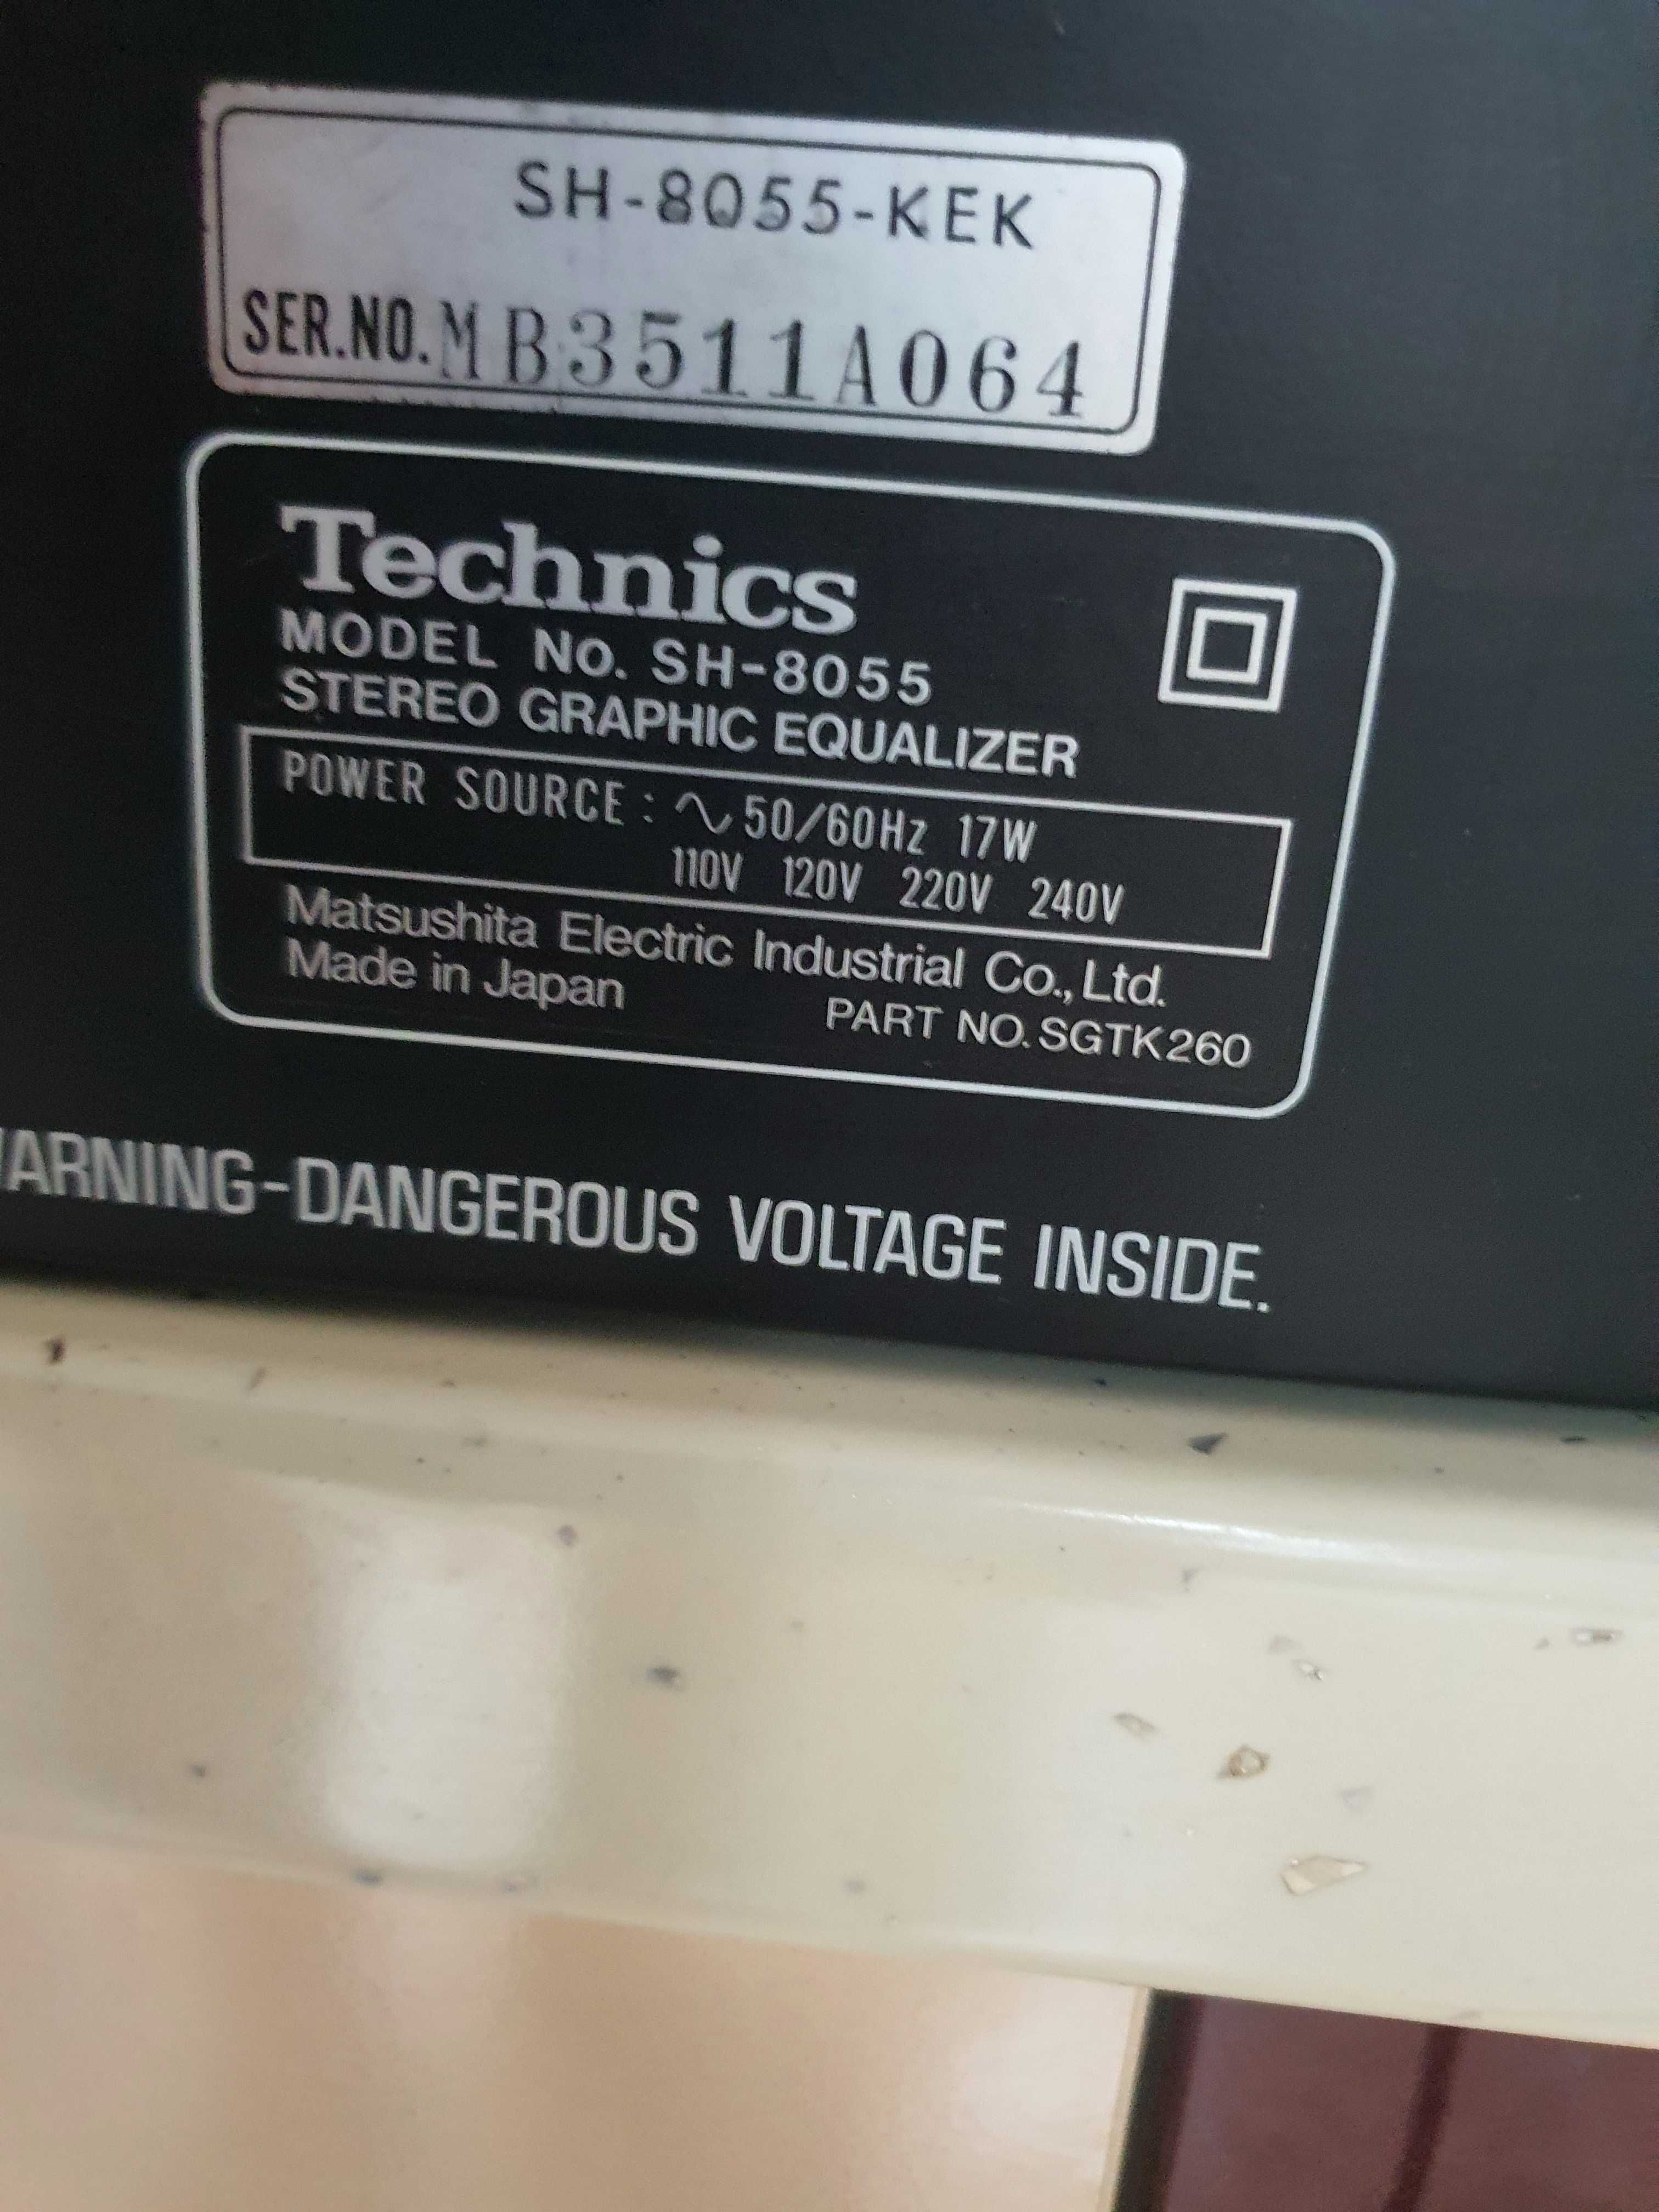 SH-8055-KEK
SER.NO. MB3511A064
Technics
MODEL No. SH-8055
STEREO GRAPHIC EQUALIZER
POWER SOURCE : ∿ 50/60Hz 17W
110V 120V 220V 240V
Matsushita Electric Industrial Co., Ltd.
Made in Japan
PART NO. SGTK260
ARNING-DANGEROUS VOLTAGE INSIDE.